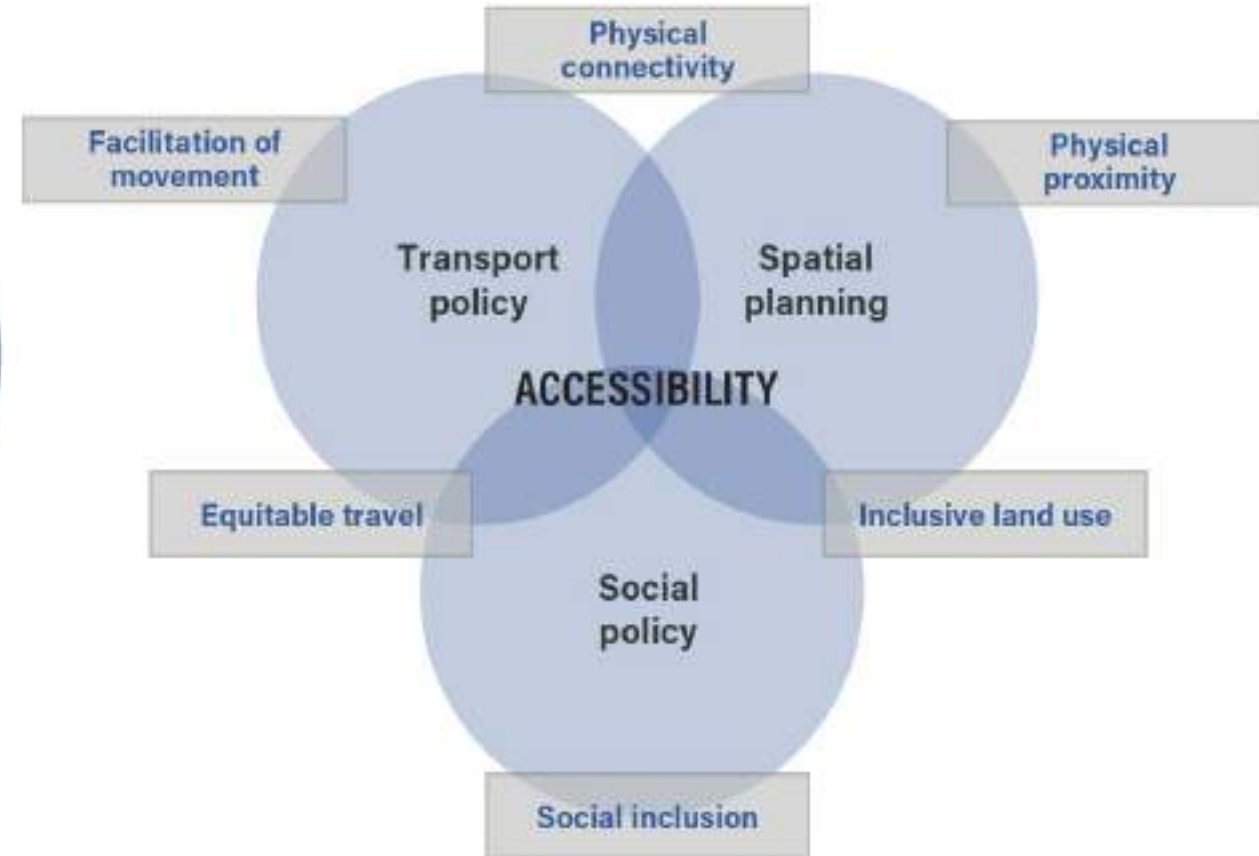 Physical
connectivity
Facilitation of
movement
Physical
proximity
Transport
policy
Spatial
planning
ACCESSIBILITY
Equitable travel
Inclusive land use
Social
policy
Social inclusion